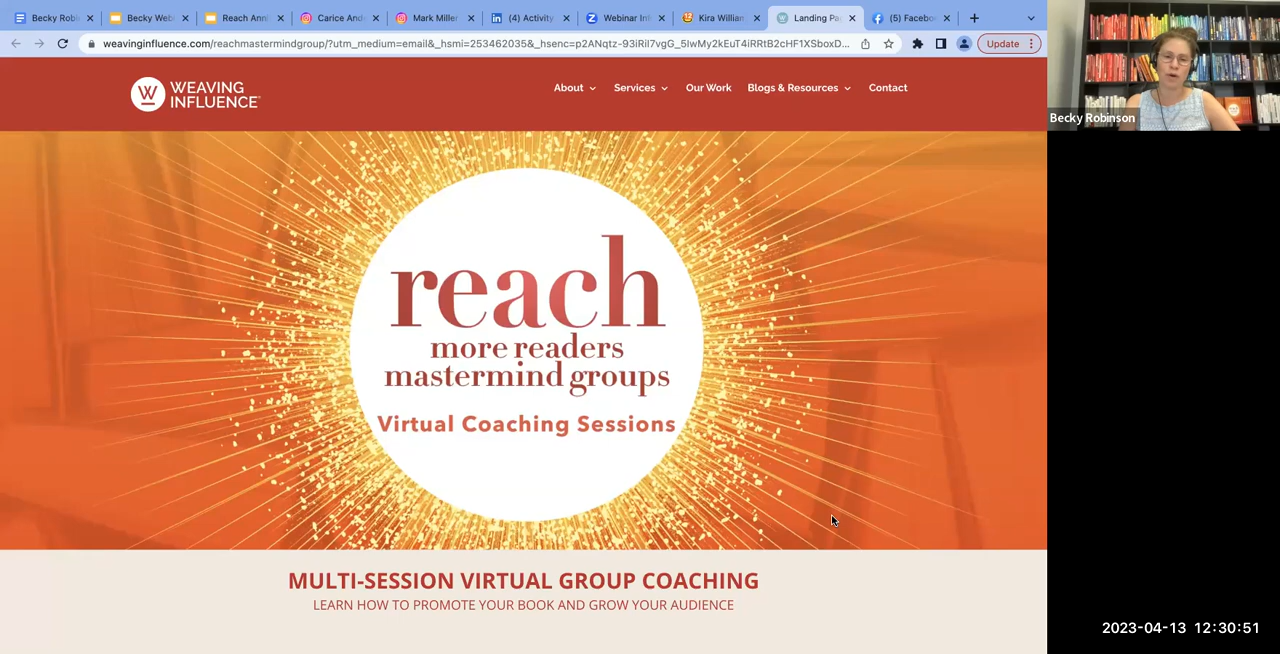 Becky Rob
Becky Web
Reach Ann
Carice And
Mark Miller
(4) Activity
Webinar In
Kira Willian
Landing Pa
(5) Facebo
weavinginfluence.com/reachmastermindgroup/?utm_medium=email&_hsmi=253462035&_hsenc=
Update
WEAVING
INFLUENCE
About
Services
Our Work
Blogs & Resources
Contact
Becky Robinson
reach
more readers
mastermind groups
Virtual Coaching Sessions
MULTI-SESSION VIRTUAL GROUP COACHING
LEARN HOW TO PROMOTE YOUR BOOK AND GROW YOUR AUDIENCE
2023-04-13 12:30:51